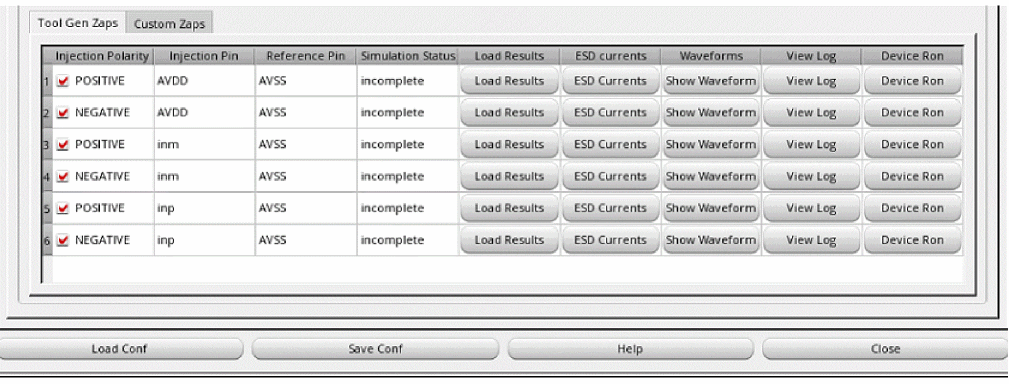 Tool Gen Zaps Custom Zaps
Injection Polarity Injection Pin Reference Pin Simulation Status Load Results ESD currents Waveforms View Log Device Ron
1 POSITIVE AVDD AVSS incomplete Load Results ESD Currents Show Waveform View Log Device Ron
2 NEGATIVE AVDD AVSS incomplete Load Results ESD Currents Show Waveform View Log Device Ron
3 POSITIVE inm AVSS incomplete Load Results ESD Currents Show Waveform View Log Device Ron
4 NEGATIVE inm AVSS incomplete Load Results ESD Currents Show Waveform View Log Device Ron
5 POSITIVE inp AVSS incomplete Load Results ESD Currents Show Waveform View Log Device Ron
6 NEGATIVE inp AVSS incomplete Load Results ESD Currents Show Waveform View Log Device Ron
Load Conf Save Conf Help Close